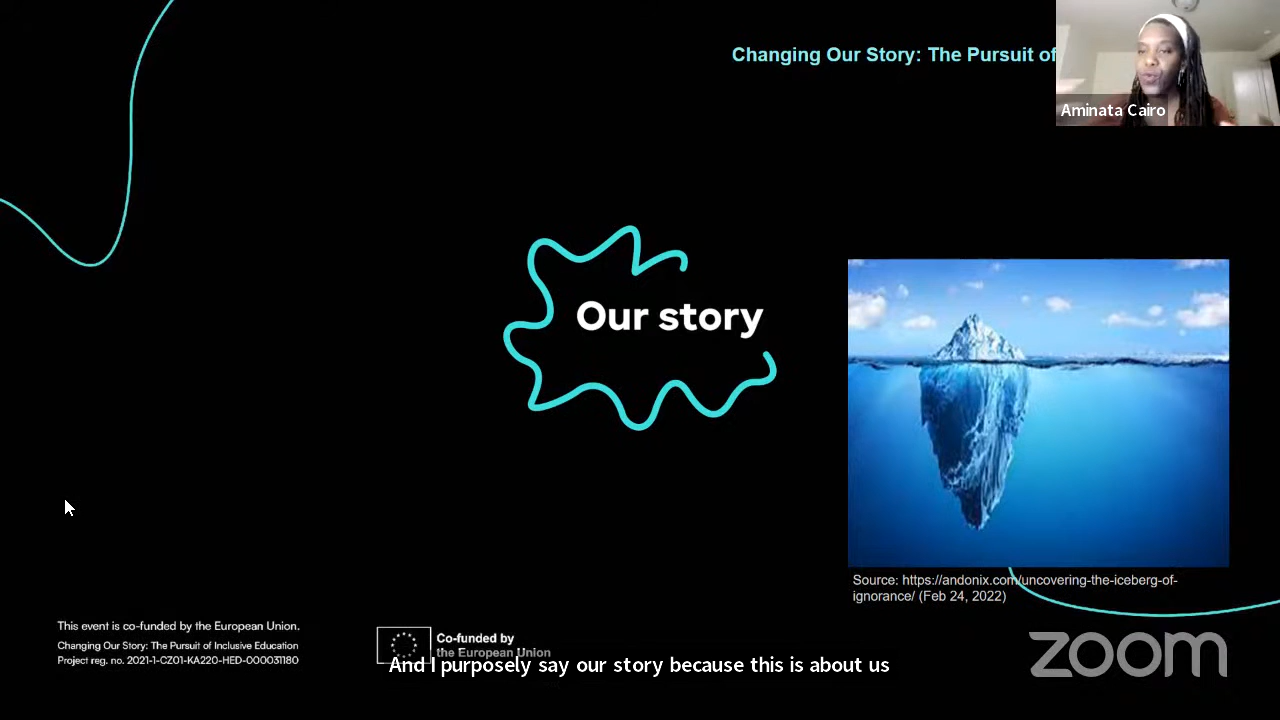 Changing Our Story: The Pursuit of
Aminata Cairo
Our story
Source: https://andonix.com/uncovering-the-iceberg-of-
ignorance/ (Feb 24, 2022)
This event is co-funded by the European Union.
Changing Our Story: The Pursuit of Inclusive Education
Project reg. no. 2021-1-CZ01-KA220-HED-000031180
Co-funded by
the European Union
And I purposely say our story because this is about us
zoom